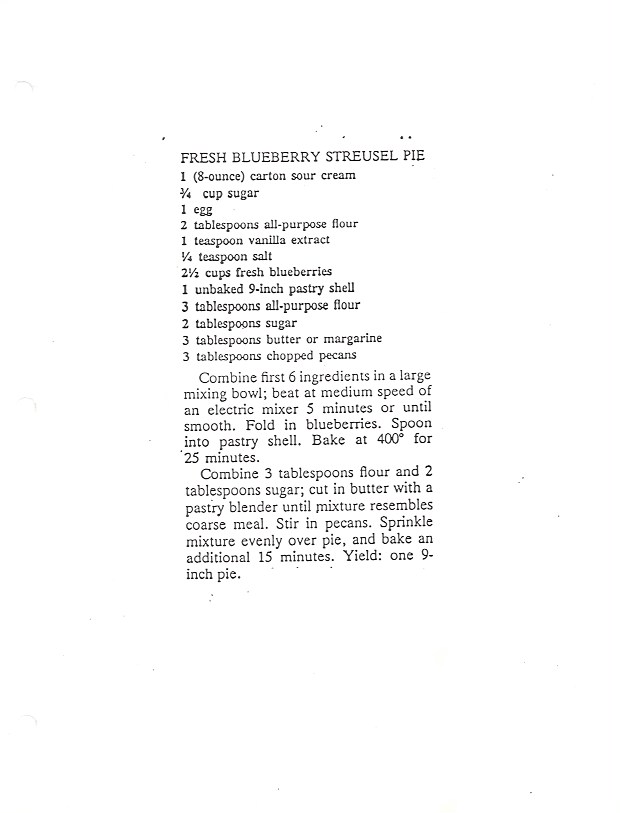 FRESH BLUEBERRY STREUSEL PIE
1 (8-ounce) carton sour cream
¾ cup sugar
1 egg
2 tablespoons all-purpose flour
1 teaspoon vanilla extract
¼ teaspoon salt
2½ cups fresh blueberries
1 unbaked 9-inch pastry shell
3 tablespoons all-purpose flour
2 tablespoons sugar
3 tablespoons butter or margarine
3 tablespoons chopped pecans
Combine first 6 ingredients in a large
mixing bowl; beat at medium speed of
an electric mixer 5 minutes or until
smooth. Fold in blueberries. Spoon
into pastry shell. Bake at 400° for
25 minutes.
Combine 3 tablespoons flour and 2
tablespoons sugar; cut in butter with a
pastry blender until mixture resembles
coarse meal. Stir in pecans. Sprinkle
mixture evenly over pie, and bake an
additional 15 minutes. Yield: one 9-
inch pie.